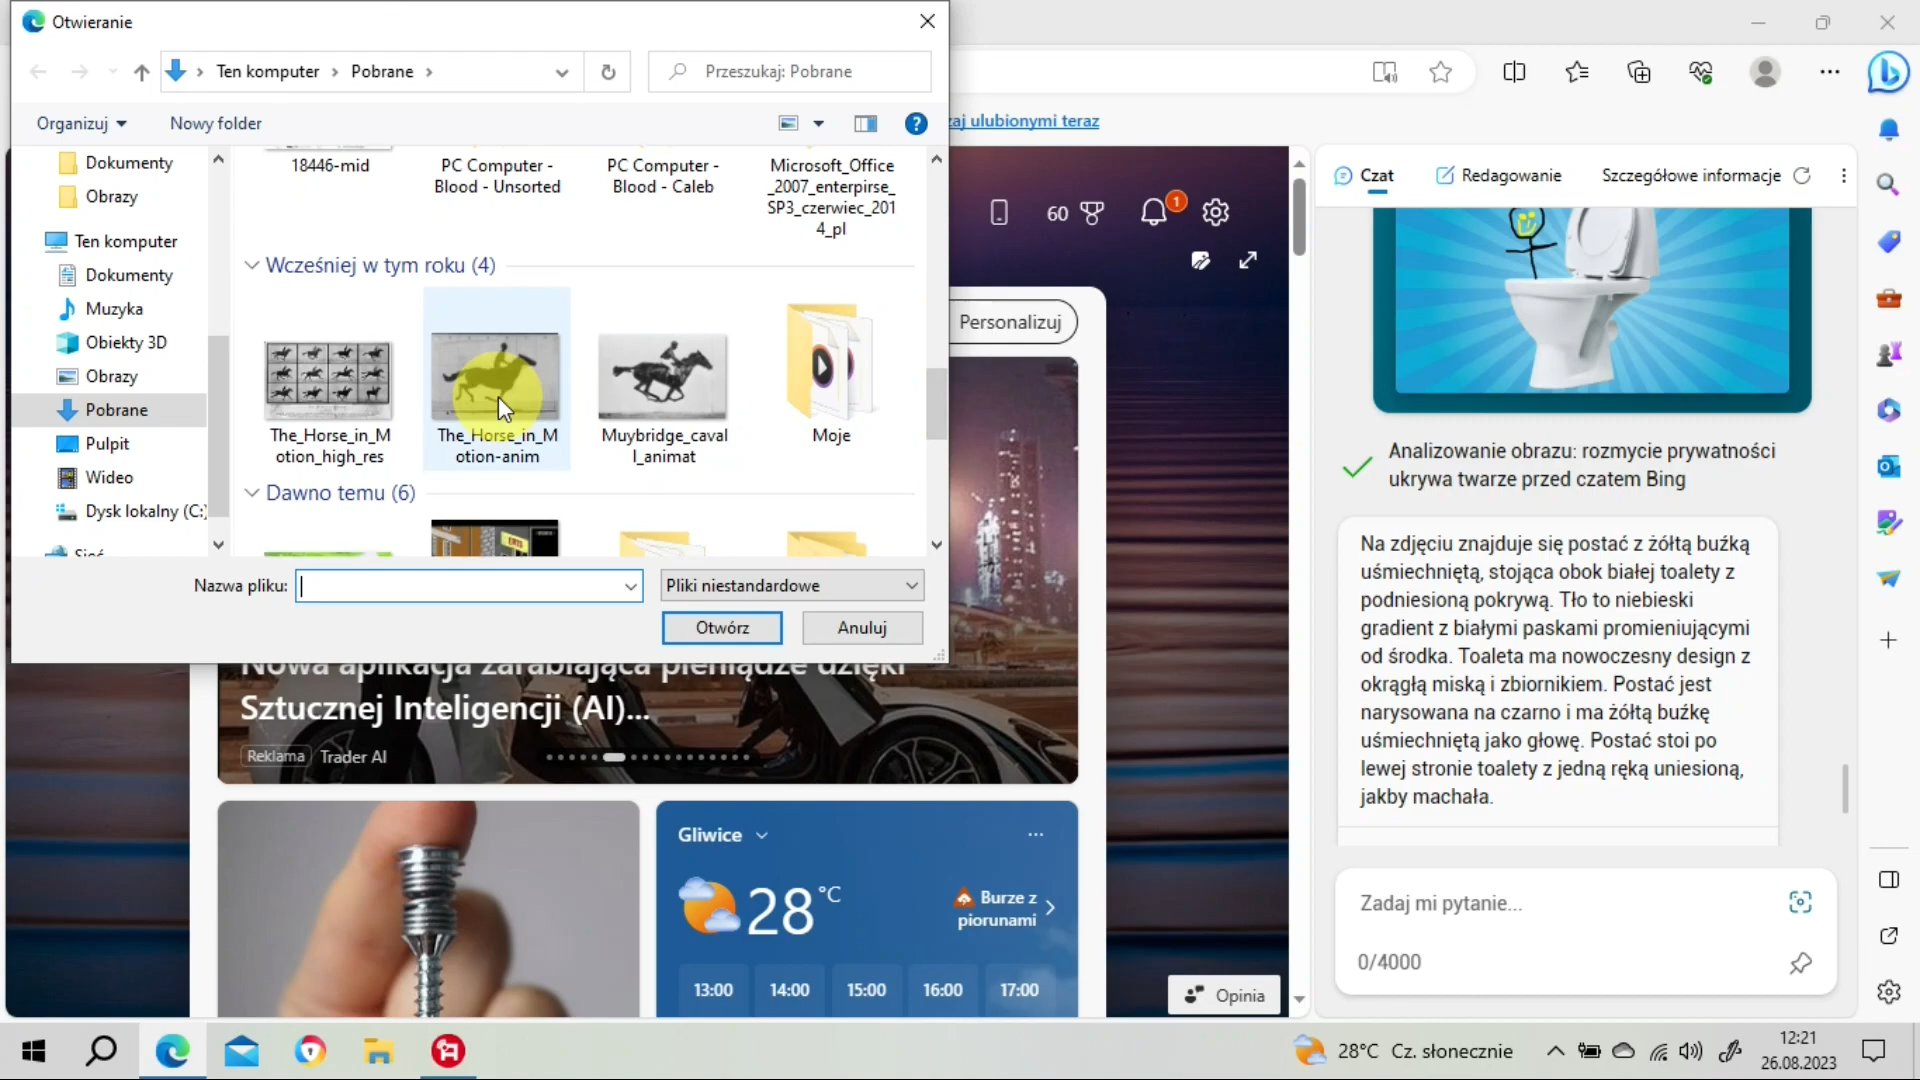 Otwieranie
Ten komputer
Pobrane
Przeszukaj: Pobrane
Organizuj
Nowy folder
Dokumenty
Obrazy
Ten komputer
Dokumenty
Muzyka
Obiekty 3D
Obrazy
Pobrane
Pulpit
Wideo
Dysk lokalny (C:)
18446-mid
PC Computer -
Blood - Unsorted
PC Computer -
Blood - Caleb
Microsoft_Office
_2007_enterpirse_
SP3_czerwiec_201
4_pl
Wcześniej w tym roku (4)
The_Horse_in_M
otion_high_res
The_Horse_in_M
otion-anim
Muybridge_caval
l_animat
Moje
Dawno temu (6)
Nazwa pliku:
Pliki niestandardowe
Otwórz
Anuluj
ulubionymi teraz
60
1
Personalizuj
Nowa aplikacja zarabiająca pieniądze dzięki
Sztucznej Inteligencji (AI)...
Reklama
Trader AI
Gliwice
28°C
Burze z
piorunami
13:00
14:00
15:00
16:00
17:00
Opinia
Czat
Redagowanie
Szczegółowe informacje
Analizowanie obrazu: rozmycie prywatności
ukrywa twarze przed czatem Bing
Na zdjęciu znajduje się postać z żółtą buźką
uśmiechniętą, stojąca obok białej toalety z
podniesioną pokrywą. Tło to niebieski
gradient z białymi paskami promieniującymi
od środka. Toaleta ma nowoczesny design z
okrągłą miską i zbiornikiem. Postać jest
narysowana na czarno i ma żółtą buźkę
uśmiechniętą jako głowę. Postać stoi po
lewej stronie toalety z jedną ręką uniesioną,
jakby machała.
Zadaj mi pytanie...
0/4000
28°C Cz. słonecznie
12:21
26.08.2023